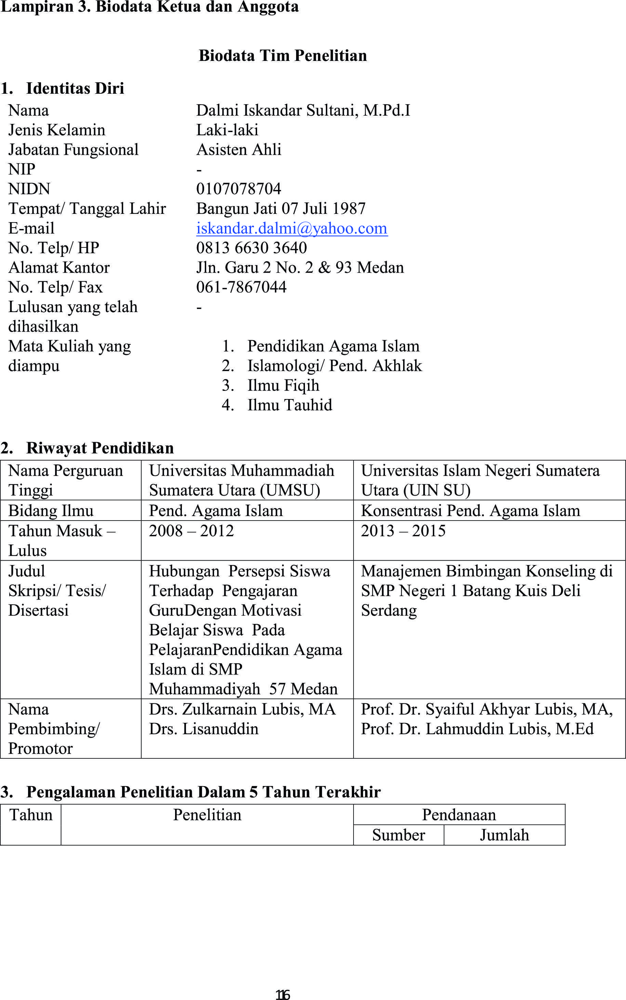 Lampiran 3. Biodata Ketua dan Anggota
Biodata Tim Penelitian
1. Identitas Diri
Nama Dalmi Iskandar Sultani, M.Pd.I
Jenis Kelamin Laki-laki
Jabatan Fungsional Asisten Ahli
NIP -
NIDN 0107078704
Tempat/ Tanggal Lahir Bangun Jati 07 Juli 1987
E-mail iskandar.dalmi@yahoo.com
No. Telp/ HP 0813 6630 3640
Alamat Kantor Jln. Garu 2 No. 2 & 93 Medan
No. Telp/ Fax 061-7867044
Lulusan yang telah -
dihasilkan
Mata Kuliah yang 1. Pendidikan Agama Islam
diampu 2. Islamologi/ Pend. Akhlak
3. Ilmu Fiqih
4. Ilmu Tauhid
2. Riwayat Pendidikan
Nama Perguruan Universitas Muhammadiah Universitas Islam Negeri Sumatera
Tinggi Sumatera Utara (UMSU) Utara (UIN SU)
Bidang Ilmu Pend. Agama Islam Konsentrasi Pend. Agama Islam
Tahun Masuk – 2008 – 2012 2013 – 2015
Lulus
Judul Hubungan Persepsi Siswa Manajemen Bimbingan Konseling di
Skripsi/ Tesis/ Terhadap Pengajaran SMP Negeri 1 Batang Kuis Deli
Disertasi GuruDengan Motivasi Serdang
Belajar Siswa Pada
PelajaranPendidikan Agama
Islam di SMP
Muhammadiyah 57 Medan
Nama Drs. Zulkarnain Lubis, MA Prof. Dr. Syaiful Akhyar Lubis, MA,
Pembimbing/ Drs. Lisanuddin Prof. Dr. Lahmuddin Lubis, M.Ed
Promotor
3. Pengalaman Penelitian Dalam 5 Tahun Terakhir
Tahun Penelitian Pendanaan
Sumber Jumlah